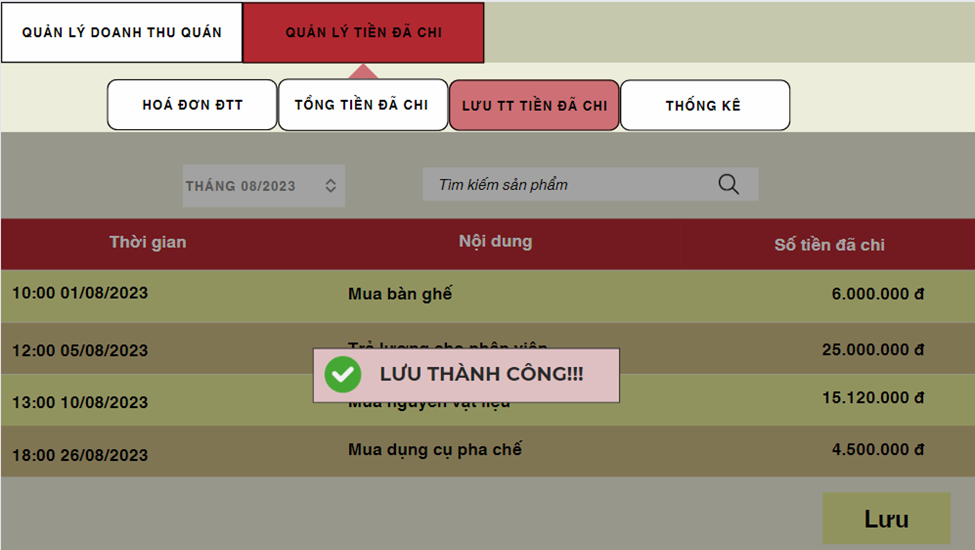 QUẢN LÝ DOANH THU QUÁN
QUẢN LÝ TIỀN ĐÃ CHI
HOÁ ĐƠN ĐTT
TỔNG TIỀN ĐÃ CHI
LƯU TT TIỀN ĐÃ CHI
THỐNG KÊ
THÁNG 08/2023
Tìm kiếm sản phẩm
Thời gian Nội dung Số tiền đã chi
10:00 01/08/2023 Mua bàn ghế 6.000.000 đ
12:00 05/08/2023 Trả lương cho nhân viên 25.000.000 đ
LƯU THÀNH CÔNG!!!
13:00 10/08/2023 Mua nguyên vật liệu 15.120.000 đ
18:00 26/08/2023 Mua dụng cụ pha chế 4.500.000 đ
Lưu